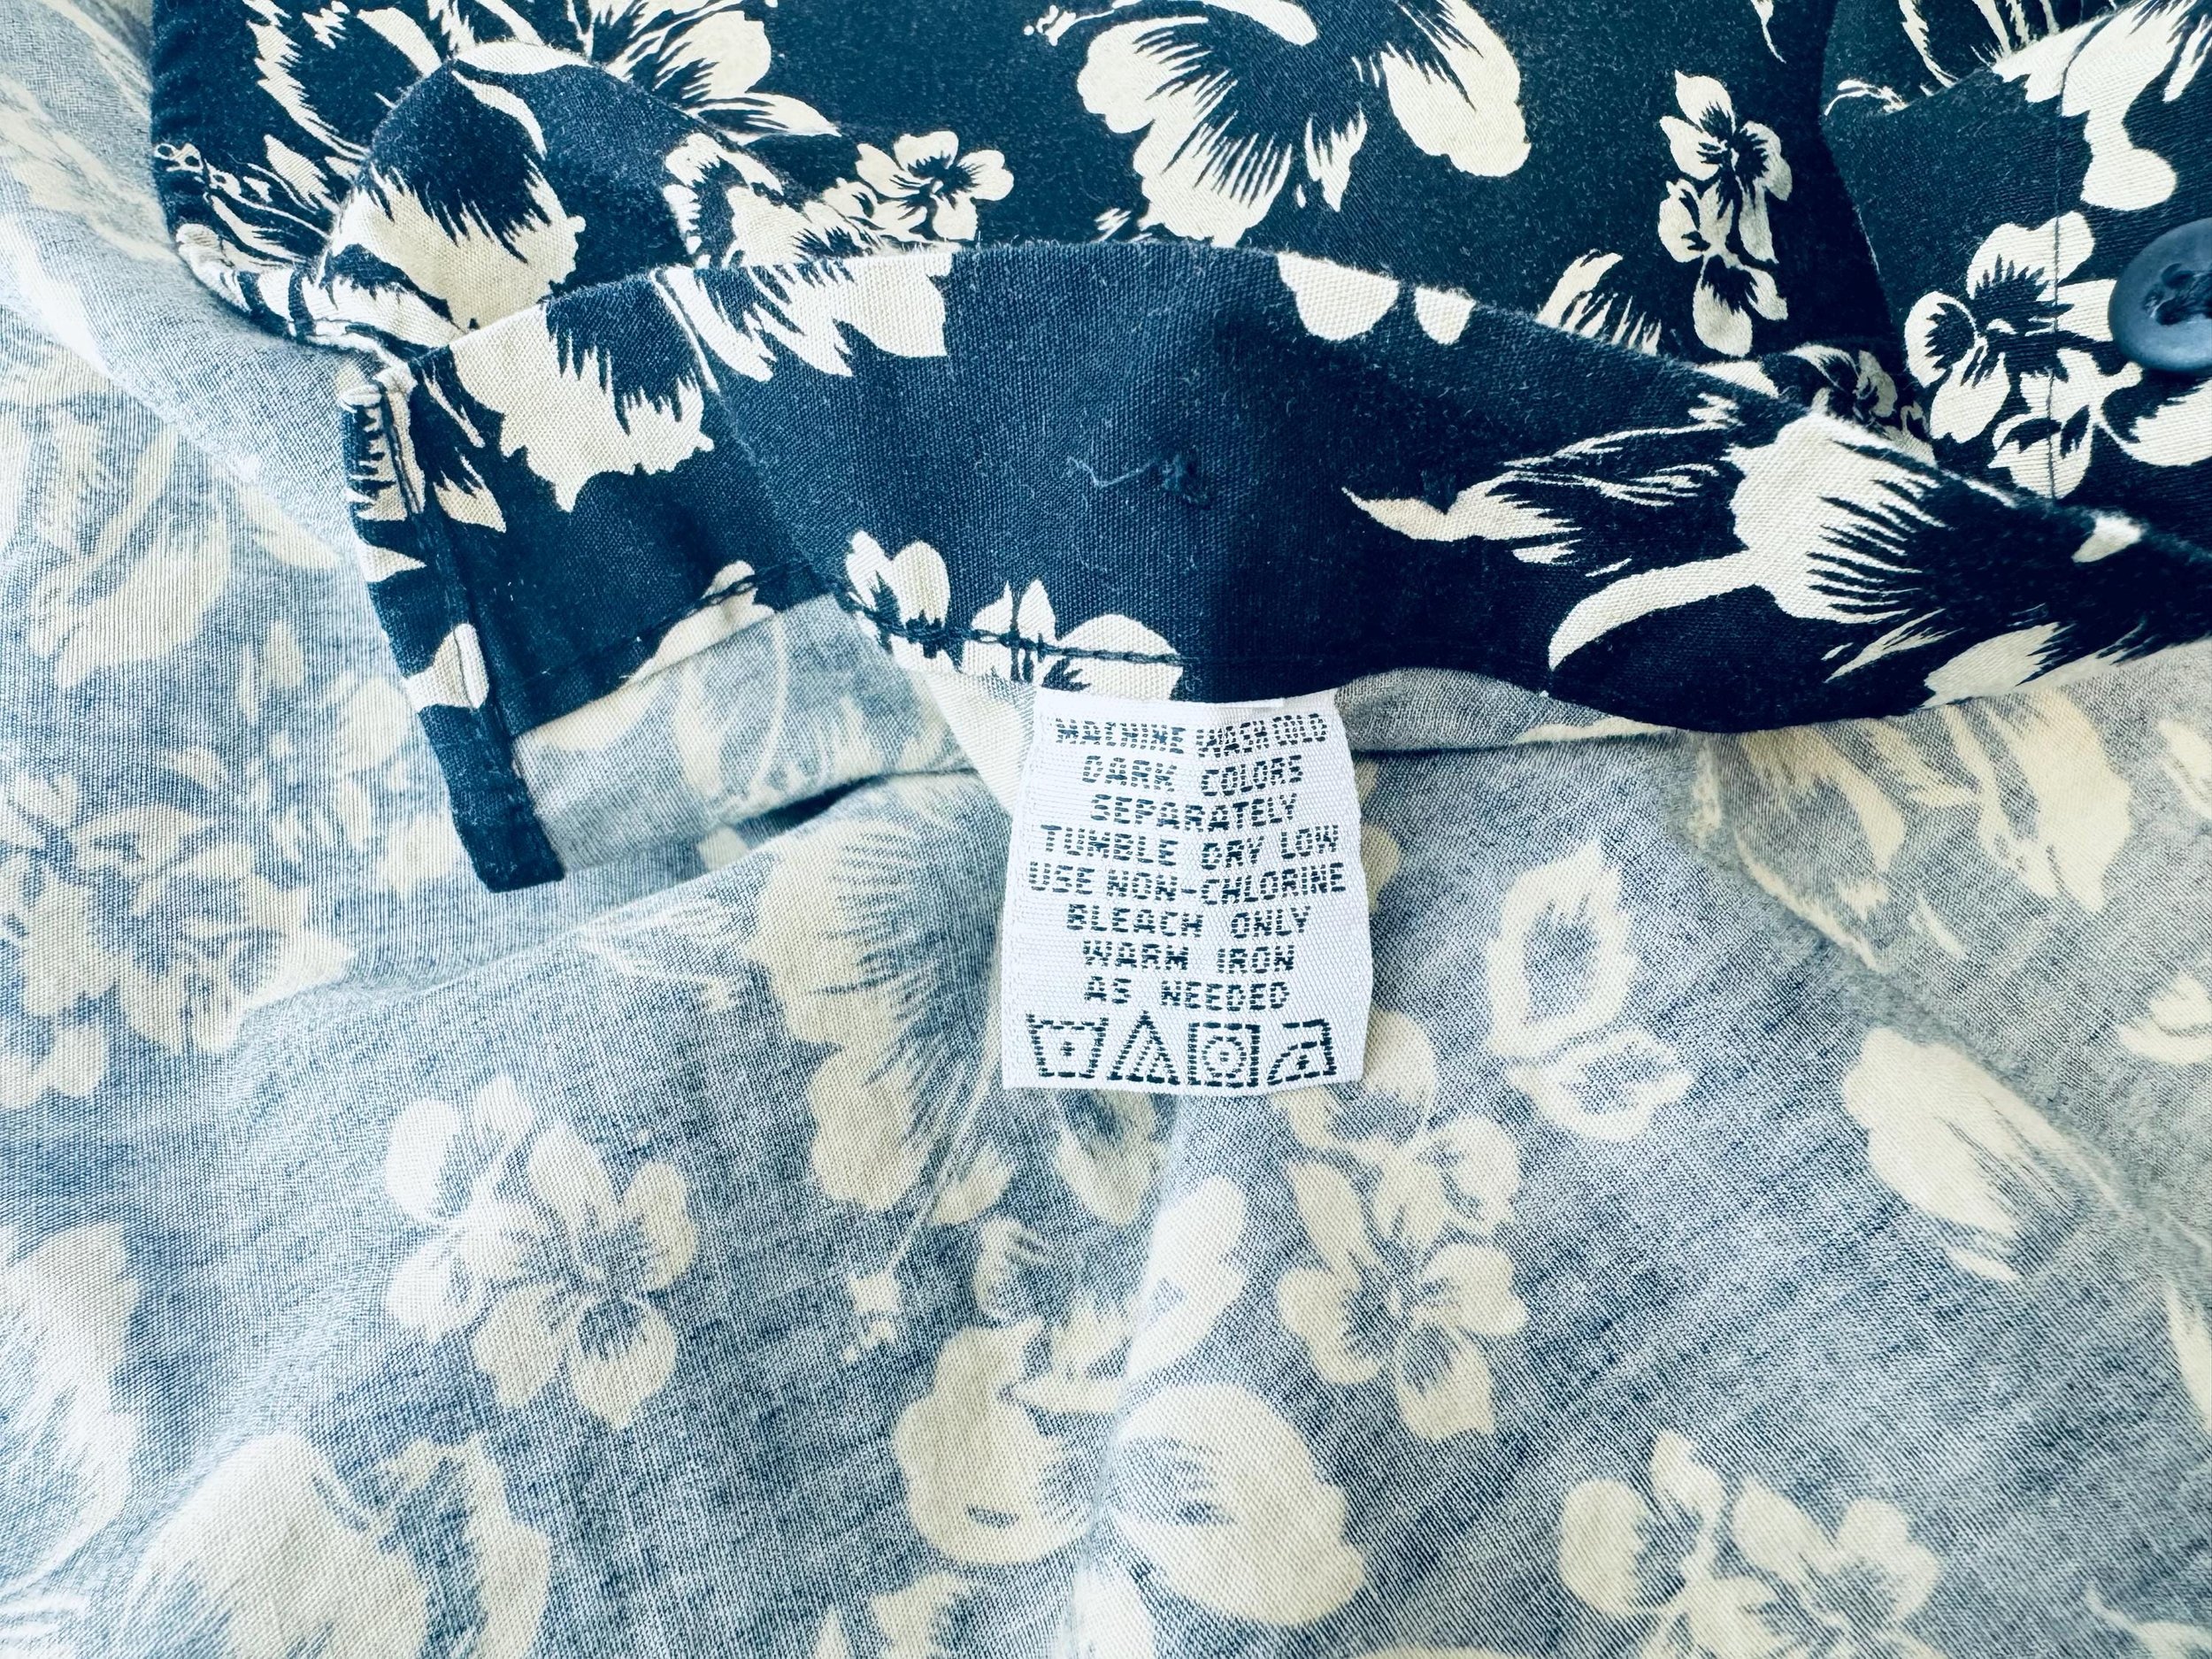 MACHINE WASH COLD
DARK COLORS
SEPARATELY
TUMBLE DRY LOW
USE NON-CHLORINE
BLEACH ONLY
WARM IRON
AS NEEDED